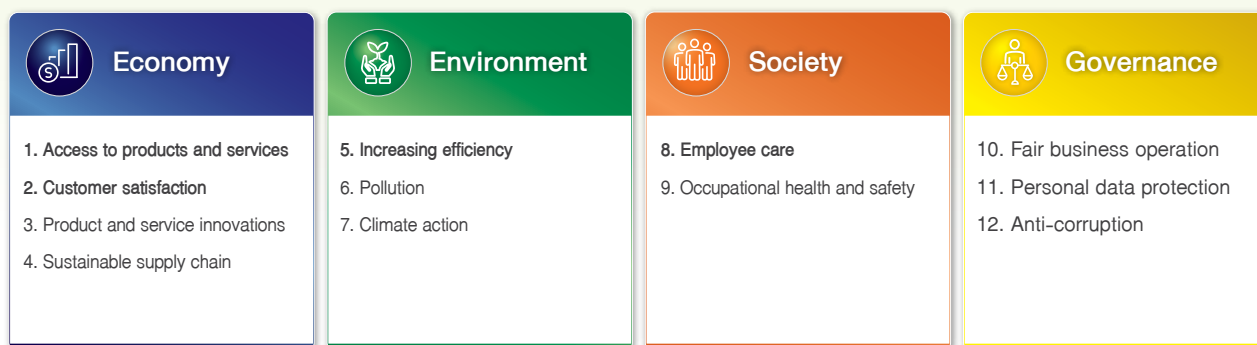 Economy
1. Access to products and services
2. Customer satisfaction
3. Product and service innovations
4. Sustainable supply chain
Environment
5. Increasing efficiency
6. Pollution
7. Climate action
Society
8. Employee care
9. Occupational health and safety
Governance
10. Fair business operation
11. Personal data protection
12. Anti-corruption